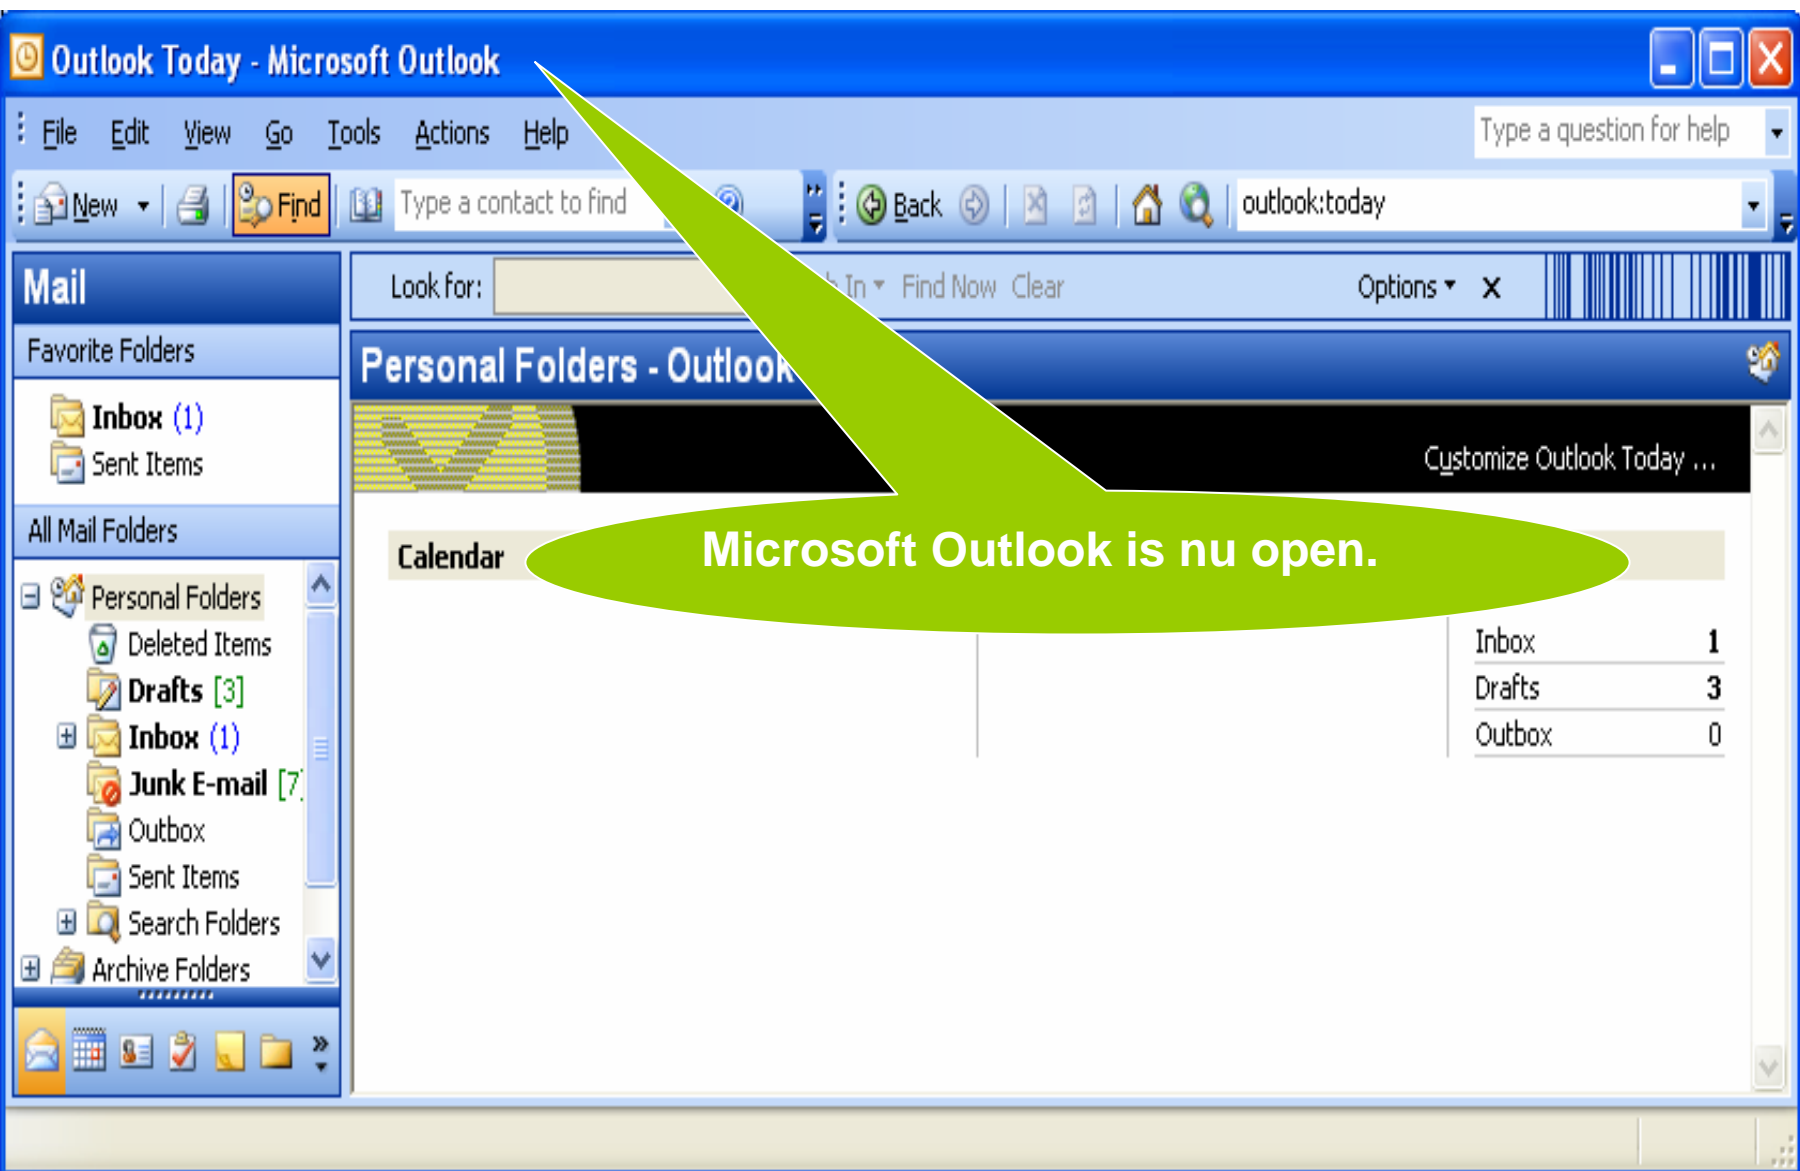 Outlook Today - Microsoft Outlook
File Edit View Go Tools Actions Help
Type a question for help
New Find Type a contact to find
Back outlook:today
Mail
Look for: In Find Now Clear Options
Favorite Folders
Personal Folders - Outlook
Inbox (1)
Sent Items
Customize Outlook Today ...
All Mail Folders
Calendar
Microsoft Outlook is nu open.
Personal Folders
Deleted Items
Drafts [3]
Inbox (1)
Junk E-mail [7]
Outbox
Sent Items
Search Folders
Archive Folders
Inbox 1
Drafts 3
Outbox 0